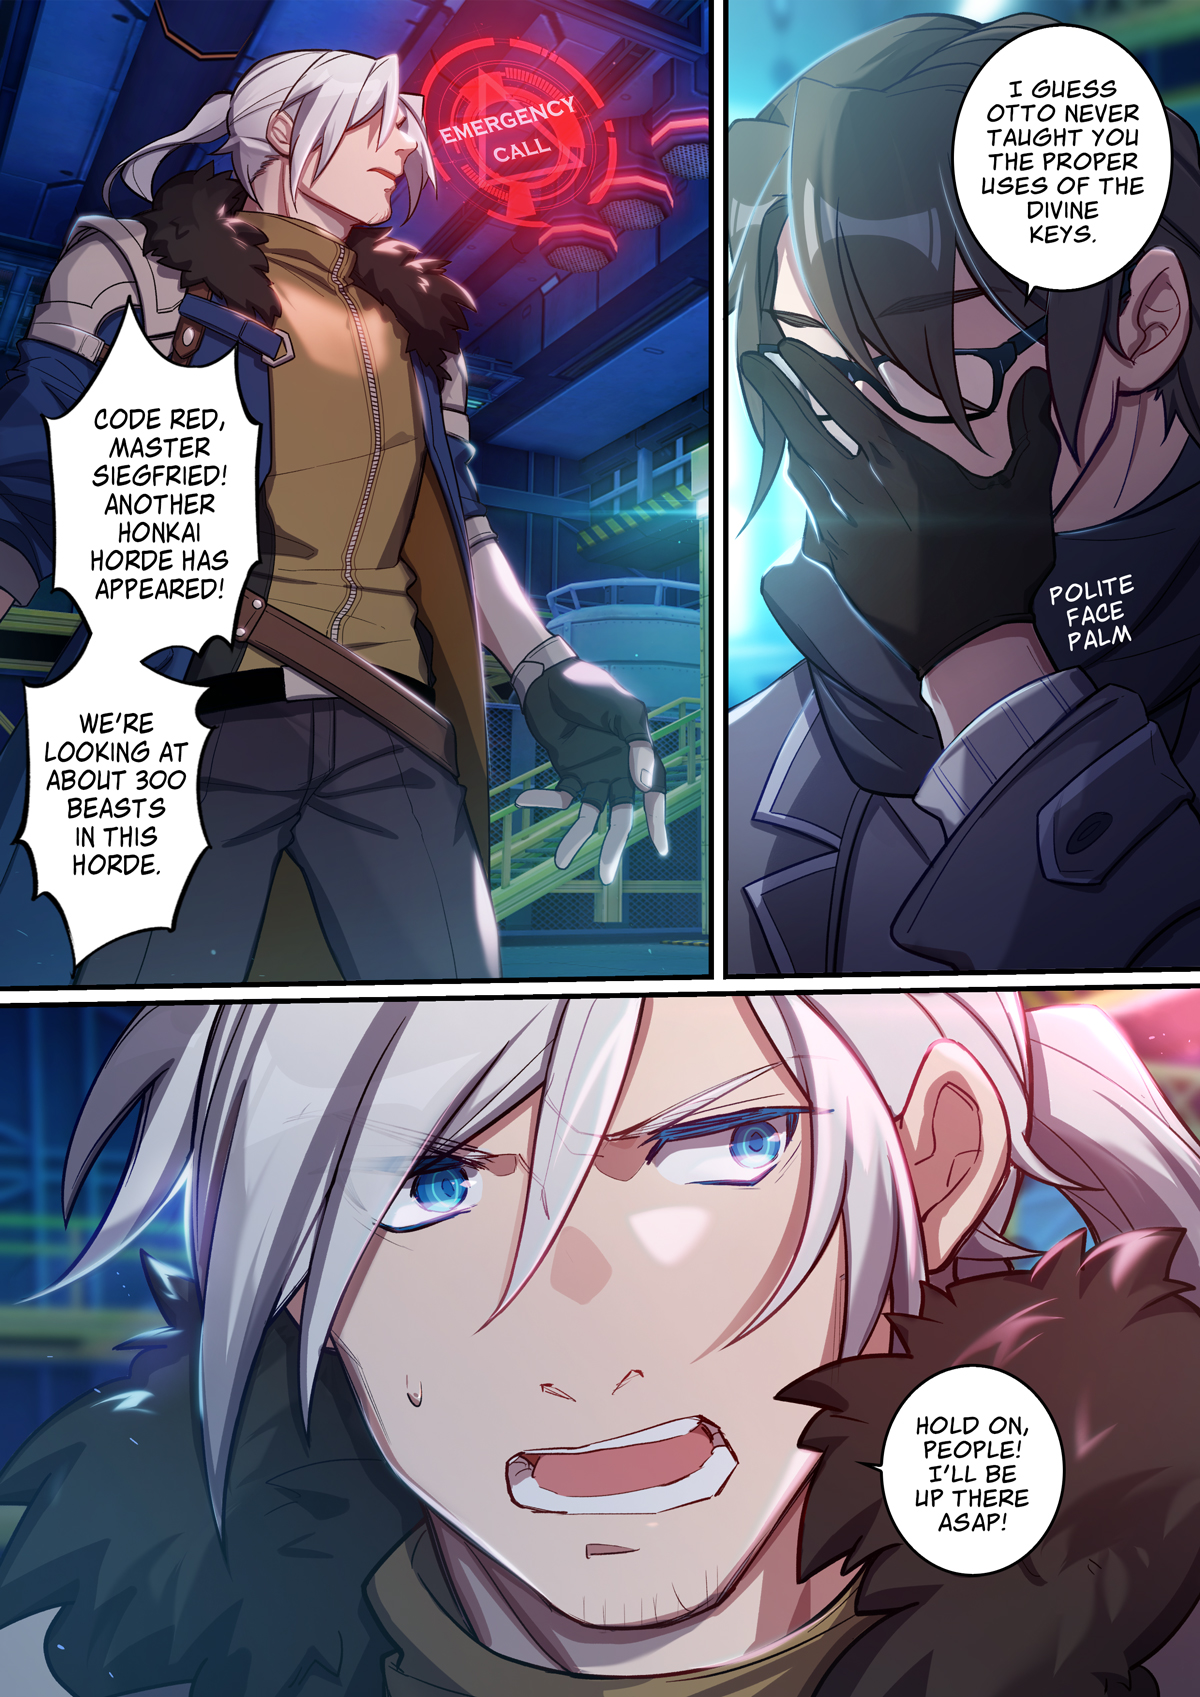 I GUESS
OTTO NEVER
TAUGHT YOU
THE PROPER
USES OF THE
DIVINE
KEYS.
POLITE
FACE
PALM
EMERGENCY
CALL
CODE RED,
MASTER
SIEGFRIED!
ANOTHER
HONKAI
HORDE HAS
APPEARED!
WE'RE
LOOKING AT
ABOUT 300
BEASTS
IN THIS
HORDE.
HOLD ON,
PEOPLE!
I'LL BE
UP THERE
ASAP!